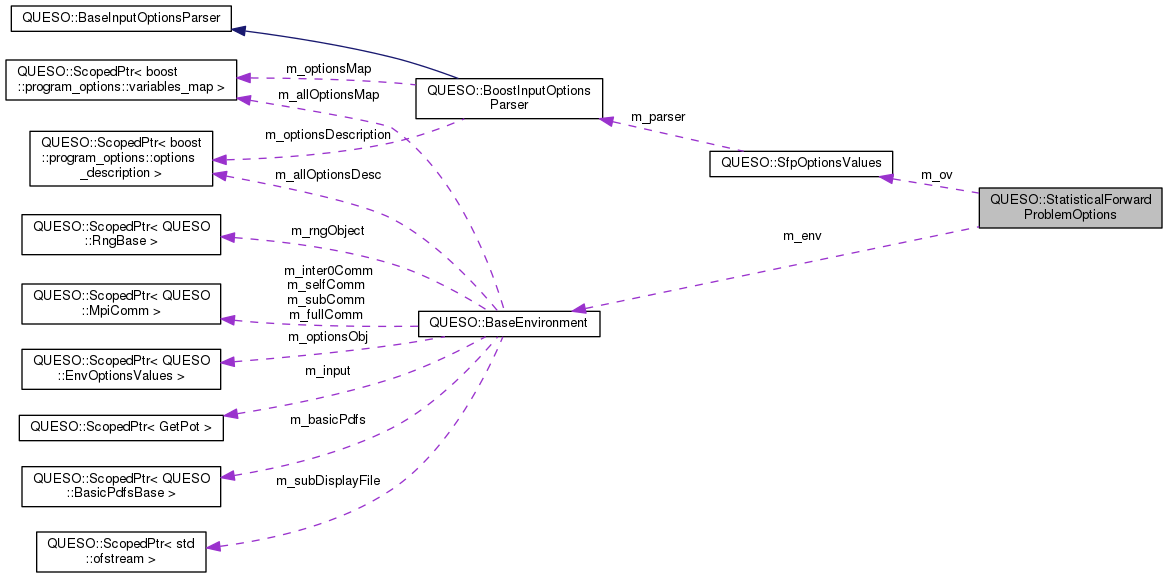 QUESO::BaseInputOptionsParser
QUESO::ScopedPtr< boost
::program_options::variables_map >
m_optionsMap
m_allOptionsMap
QUESO::BoostInputOptions
Parser
m_parser
m_optionsDescription
QUESO::ScopedPtr< boost
::program_options::options
_description >
m_allOptionsDesc
QUESO::SfpOptionsValues
m_ov
QUESO::StatisticalForward
ProblemOptions
m_env
QUESO::ScopedPtr< QUESO
::RngBase >
m_rngObject
m_inter0Comm
m_selfComm
m_subComm
m_fullComm
QUESO::ScopedPtr< QUESO
::MpiComm >
QUESO::BaseEnvironment
m_optionsObj
QUESO::ScopedPtr< QUESO
::EnvOptionsValues >
m_input
QUESO::ScopedPtr< GetPot >
m_basicPdfs
QUESO::ScopedPtr< QUESO
::BasicPdfsBase >
m_subDisplayFile
QUESO::ScopedPtr< std
::ofstream >